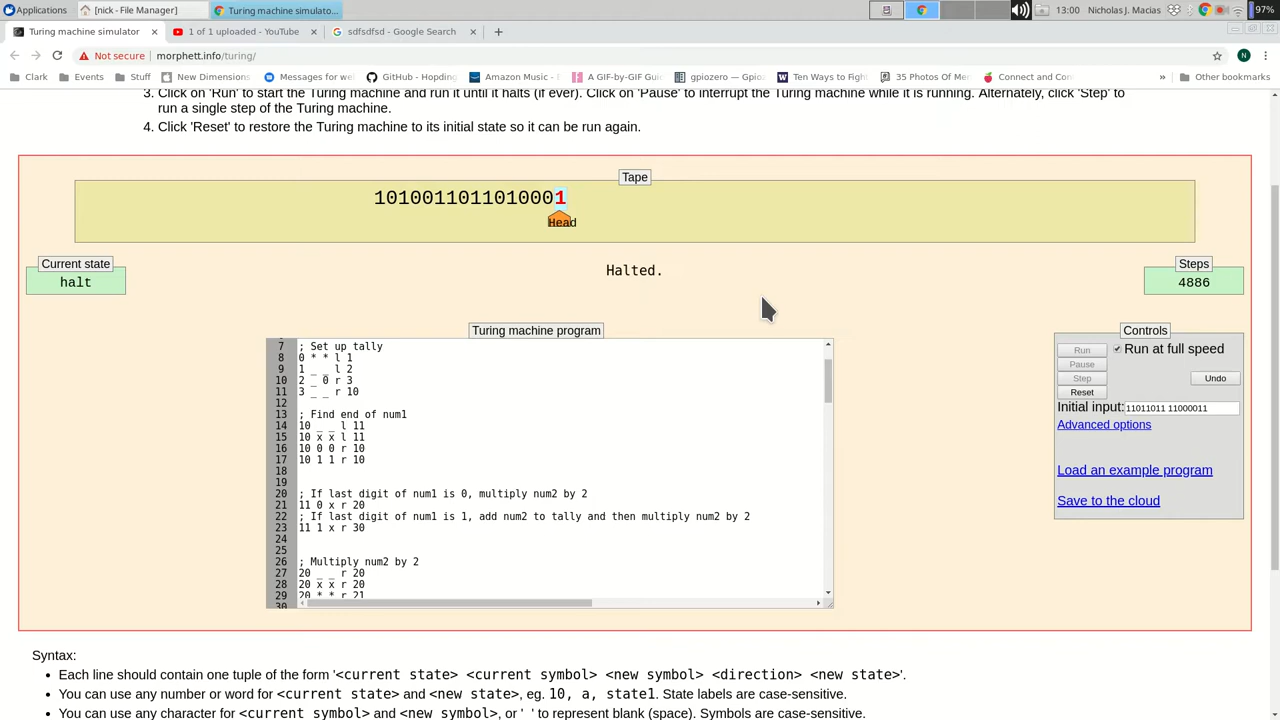 Applications [nick - File Manager] Turing machine simulato... 13:00 Nicholas J. Macias 97%
Turing machine simulator 1 of 1 uploaded - YouTube sdfsdfsd - Google Search
Not secure morphett.info/turing/ N
Clark Events Stuff New Dimensions Messages for we GitHub - Hopding Amazon Music - A GIF-by-GIF Gui gpiozero — Gpio Ten Ways to Fight 35 Photos Of Mer Connect and Con » Other bookmarks
3. Click on 'Run' to start the Turing machine and run it until it halts (if ever). Click on 'Pause' to interrupt the Turing machine while it is running. Alternately, click 'Step' to
run a single step of the Turing machine.
4. Click 'Reset' to restore the Turing machine to its initial state so it can be run again.
Tape
1010011011010001
Head
Current state
halt
Halted.
Steps
4886
Turing machine program
7 ; Set up tally
8 0 * * l 1
9 1 _ _ l 2
10 2 _ 0 r 3
11 3 _ _ r 10
12
13 ; Find end of num1
14 10 _ _ l 11
15 10 x x l 11
16 10 0 0 r 10
17 10 1 1 r 10
18
19
20 ; If last digit of num1 is 0, multiply num2 by 2
21 11 0 x r 20
22 ; If last digit of num1 is 1, add num2 to tally and then multiply num2 by 2
23 11 1 x r 30
24
25
26 ; Multiply num2 by 2
27 20 _ _ r 20
28 20 x x r 20
29 20 * * r 21
30
Controls
Run Run at full speed
Pause
Step Undo
Reset
Initial input: 11011011 11000011
Advanced options
Load an example program
Save to the cloud
Syntax:
• Each line should contain one tuple of the form '<current state> <current symbol> <new symbol> <direction> <new state>'.
• You can use any number or word for <current state> and <new state>, eg. 10, a, state1. State labels are case-sensitive.
• You can use any character for <current symbol> and <new symbol>, or '_' to represent blank (space). Symbols are case-sensitive.